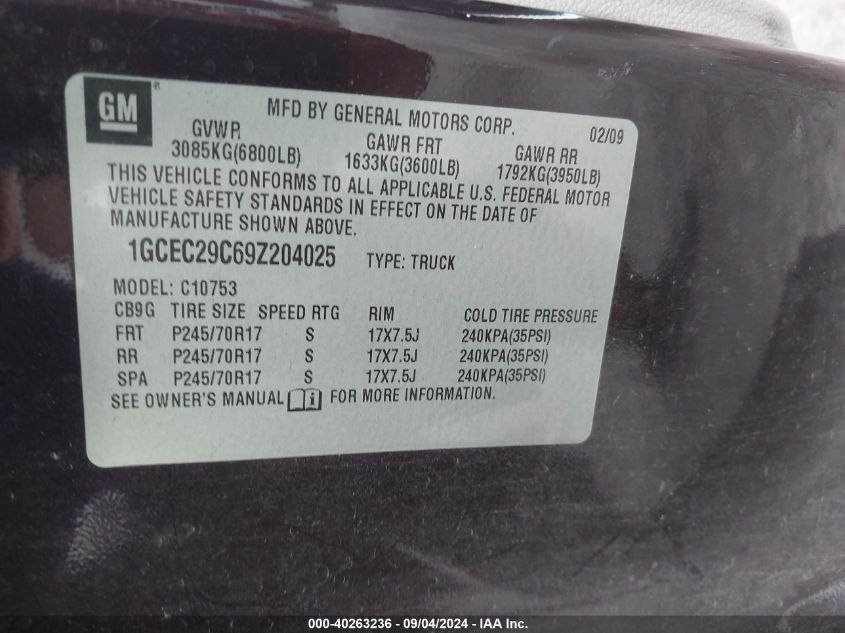 GM ®
MFD BY GENERAL MOTORS CORP. 02/09
GVWR GAWR FRT GAWR RR
3085KG(6800LB) 1633KG(3600LB) 1792KG(3950LB)
THIS VEHICLE CONFORMS TO ALL APPLICABLE U.S. FEDERAL MOTOR
VEHICLE SAFETY STANDARDS IN EFFECT ON THE DATE OF
MANUFACTURE SHOWN ABOVE.
1GCEC29C69Z204025 TYPE: TRUCK
MODEL: C10753
CB9G TIRE SIZE SPEED RTG RIM COLD TIRE PRESSURE
FRT P245/70R17 S 17X7.5J 240KPA(35PSI)
RR P245/70R17 S 17X7.5J 240KPA(35PSI)
SPA P245/70R17 S 17X7.5J 240KPA(35PSI)
SEE OWNER'S MANUAL i FOR MORE INFORMATION.
000-40263236 - 09/04/2024 - IAA Inc.